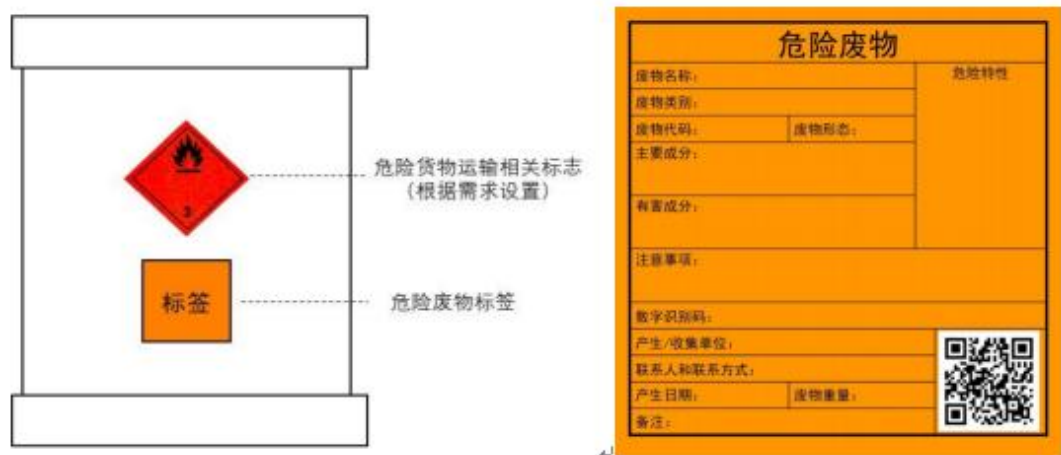 危险货物运输相关标志
（根据需求设置）
3
标签
危险废物标签
危险废物
废物名称：
危险特性
废物类别：
废物代码：
废物形态：
主要成分：
有害成分：
注意事项：
数字识别码：
产生/收集单位：
联系人和联系方式：
产生日期：
废物重量：
备注：